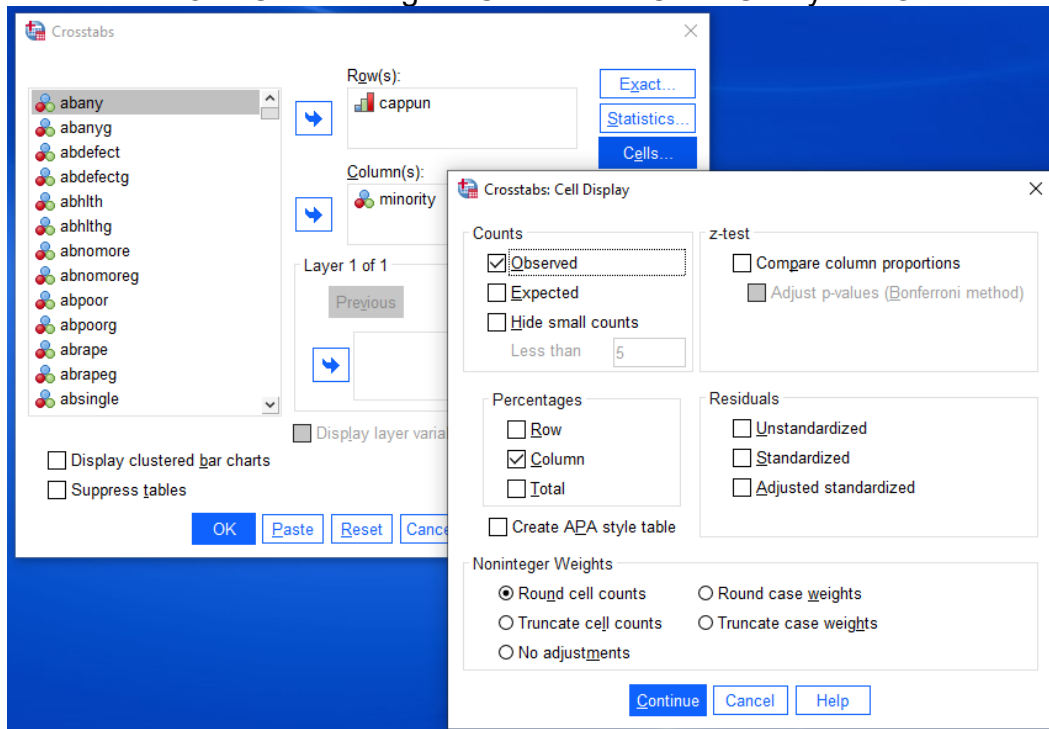 Crosstabs
Row(s):
cappun
Exact...
Statistics...
Cells...
abany
abanyg
abdefect
abdefectg
abhlth
abhlthg
abnomore
abnomoreg
abpoor
abpoorg
abrape
abrapeg
absingle
Column(s):
minority
Layer 1 of 1
Previous
Display layer varia
Display clustered bar charts
Suppress tables
OK Paste Reset Cance
Crosstabs: Cell Display
Counts
Observed
Expected
Hide small counts
Less than 5
z-test
Compare column proportions
Adjust p-values (Bonferroni method)
Percentages
Row
Column
Total
Residuals
Unstandardized
Standardized
Adjusted standardized
Create APA style table
Noninteger Weights
Round cell counts Round case weights
Truncate cell counts Truncate case weights
No adjustments
Continue Cancel Help